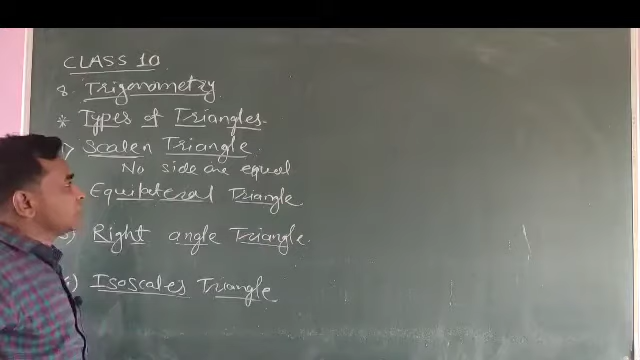 CLASS 10
8. Trigonometry
* Types of Triangles.
) Scalen Triangle.
No side are equal
Equilateral Triangle
) Right angle Triangle.
) Isoscales Triangle